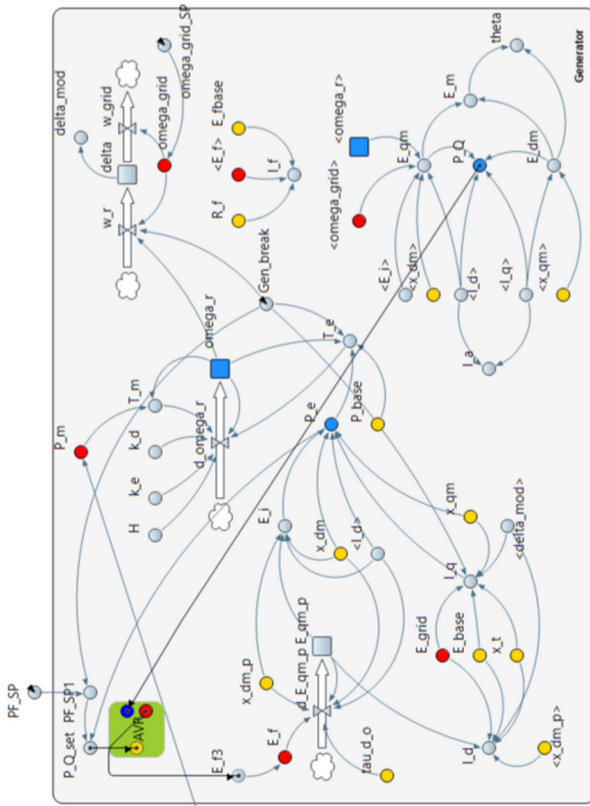 delta_mod
w_grid
delta
w_r
omega_grid
omega_grid_SP
E_fbase
<E_f>
R_f
I_f
<omega_r>
<omega_grid>
E_qm
E_m
theta
P_Q
E_dm
<E_i>
<x_dm>
<I_d>
<I_q>
<x_qm>
I_a
Generator
Gen_break
omega_r
T_m
P_m
k_d
k_e
H
d_omega_r
T_e
P_base
P_e
E_i
x_dm
<I_d>
x_qm
<delta_mod>
I_q
E_grid
E_base
x_t
I_d
<x_dm_p>
x_dm_p
E_qm_p
d_E_qm_p
tau_d_o
E_f
E_f3
PF_SP
PF_SP1
P_Q_set
AVR